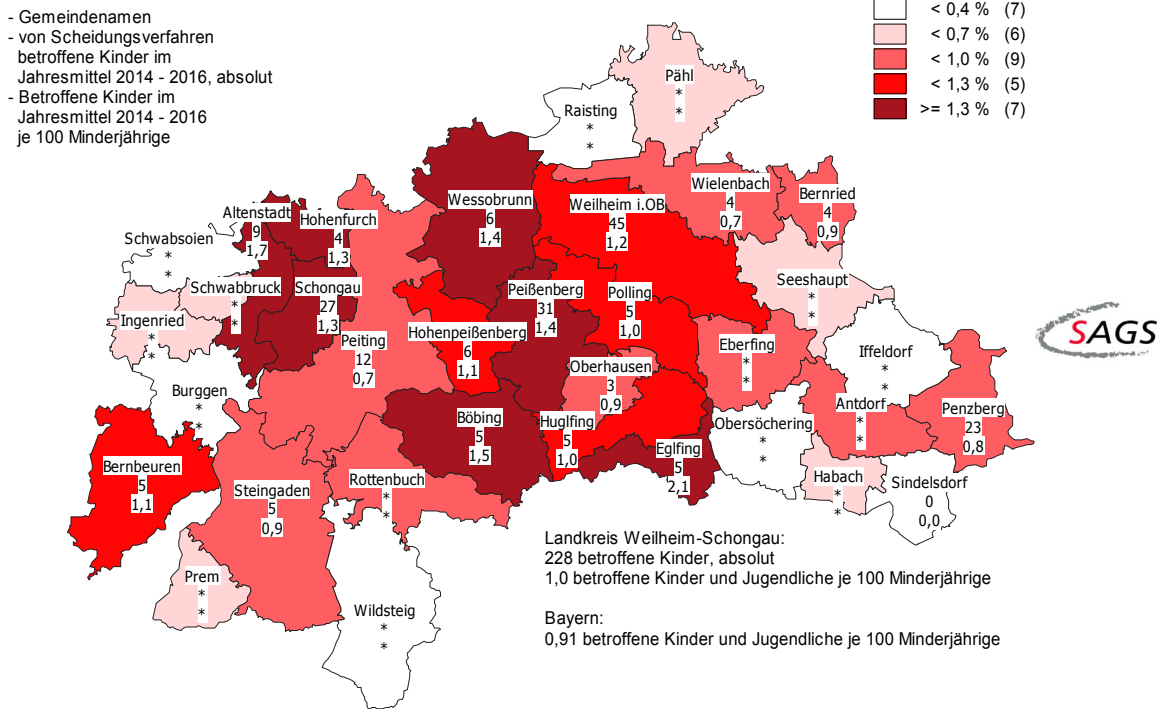 - Gemeindenamen
- von Scheidungsverfahren
betroffene Kinder im
Jahresmittel 2014 - 2016, absolut
- Betroffene Kinder im
Jahresmittel 2014 - 2016
je 100 Minderjährige
< 0,4 % (7)
< 0,7 % (6)
< 1,0 % (9)
< 1,3 % (5)
>= 1,3 % (7)
Pähl
*
*
Raisting
*
*
Wielenbach
4
0,7
Bernried
4
0,9
Wessobrunn
6
1,4
Weilheim i.OB
45
1,2
Altenstadt
9
1,7
Hohenfurch
4
1,3
Schwabsoien
*
*
Schwabbruck
*
*
Schongau
27
1,3
Ingenried
*
*
Peiting
12
0,7
Hohenpeißenberg
6
1,1
Peißenberg
31
1,4
Polling
5
1,0
Seeshaupt
*
*
Eberfing
*
*
Iffeldorf
*
*
SAGS
Oberhausen
3
0,9
Burggen
*
*
Böbing
5
1,5
Huglfing
5
1,0
Eglfing
5
2,1
Obersöchering
*
*
Antdorf
*
*
Penzberg
23
0,8
Habach
*
*
Sindelsdorf
0
0,0
Bernbeuren
5
1,1
Steingaden
5
0,9
Rottenbuch
*
*
Prem
*
*
Wildsteig
*
*
Landkreis Weilheim-Schongau:
228 betroffene Kinder, absolut
1,0 betroffene Kinder und Jugendliche je 100 Minderjährige
Bayern:
0,91 betroffene Kinder und Jugendliche je 100 Minderjährige